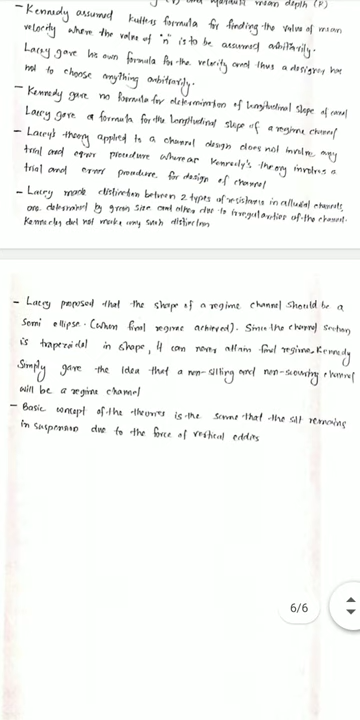 mean depth (P)
- Kennedy assumed kutters formula for finding the value of mean
velocity where the value of "n" is to be assumed arbitrarily.
Lacey gave his own formula for the velocity and thus a designer has
not to choose anything arbitrarily.
- Kennedy gave no formula for determination of longitudinal slope of canal
Lacey gave a formula for the longitudinal slope of a regime channel
- Lacey's theory applied to a channel design does not involve any
trial and error procedure whereas Kennedy's theory involves a
trial and error procedure for design of channel
- Lacey made distinction between 2 types of resistance in alluvial channels,
one determined by grain size and other due to irregularities of the channel.
Kennedy did not make any such distinction
- Lacey proposed that the shape of a regime channel should be a
Semi ellipse. (when final regime achieved). Since the channel section
is trapezoidal in shape, it can never attain final regime. Kennedy
Simply gave the idea that a non-silting and non-scouring channel
will be a regime channel
- Basic concept of the theories is the same that the silt remains
in suspension due to the force of vertical eddies
6/6